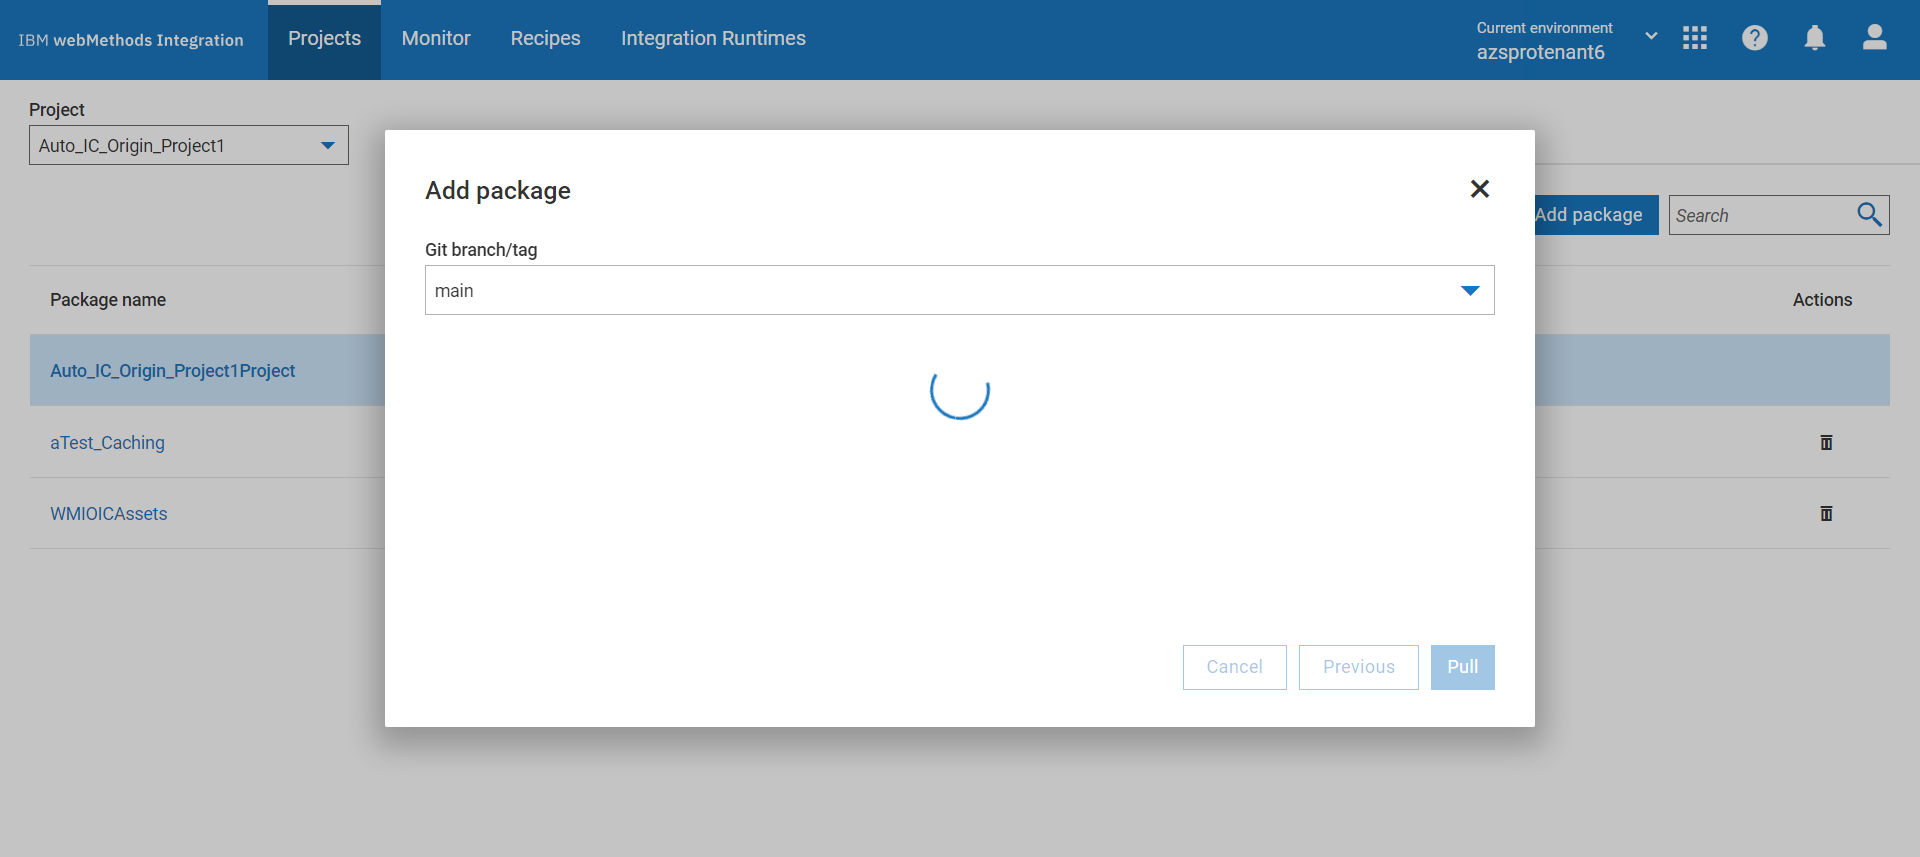 IBM webMethods Integration
Projects
Monitor
Recipes
Integration Runtimes
Current environment
azsprotenant6
Project
Auto_IC_Origin_Project1
Add package
Git branch/tag
main
Cancel
Previous
Pull
Add package
Search
Package name
Actions
Auto_IC_Origin_Project1Project
aTest_Caching
WMIOICAssets